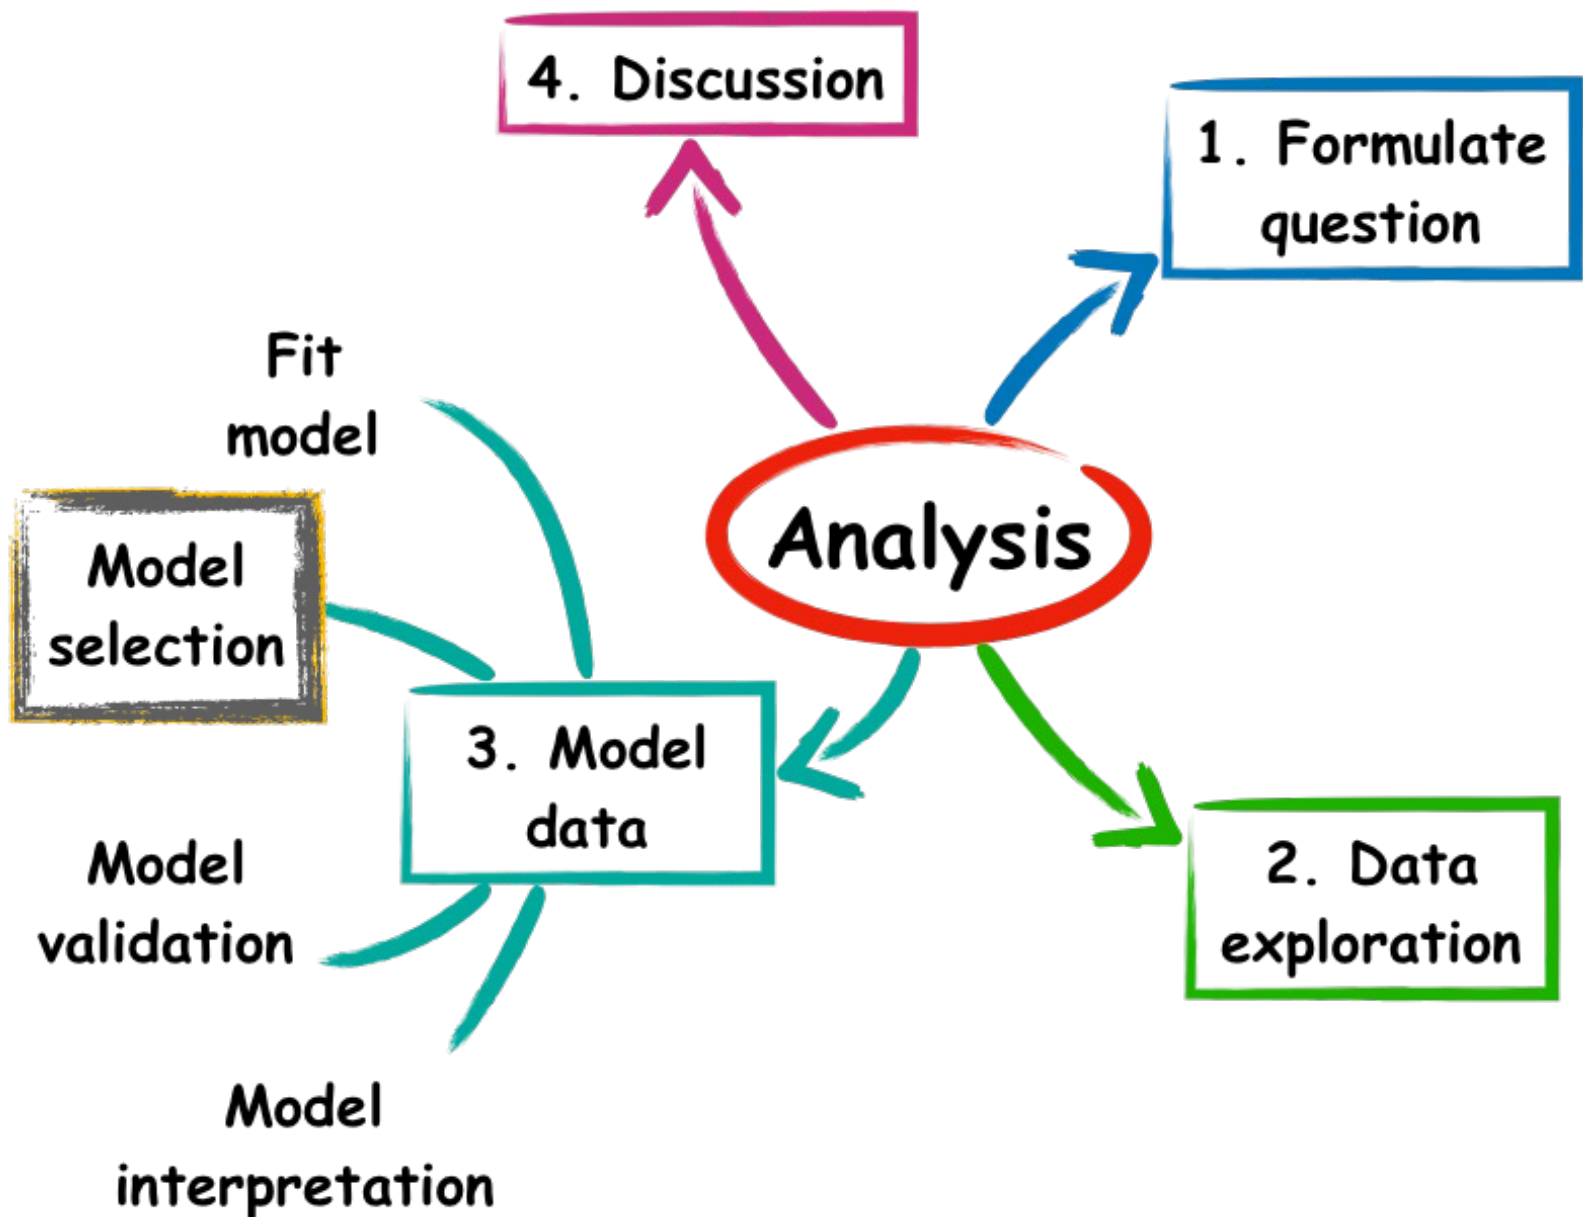 4. Discussion
1. Formulate
question
Fit
model
Analysis
Model
selection
3. Model
data
2. Data
exploration
Model
validation
Model
interpretation